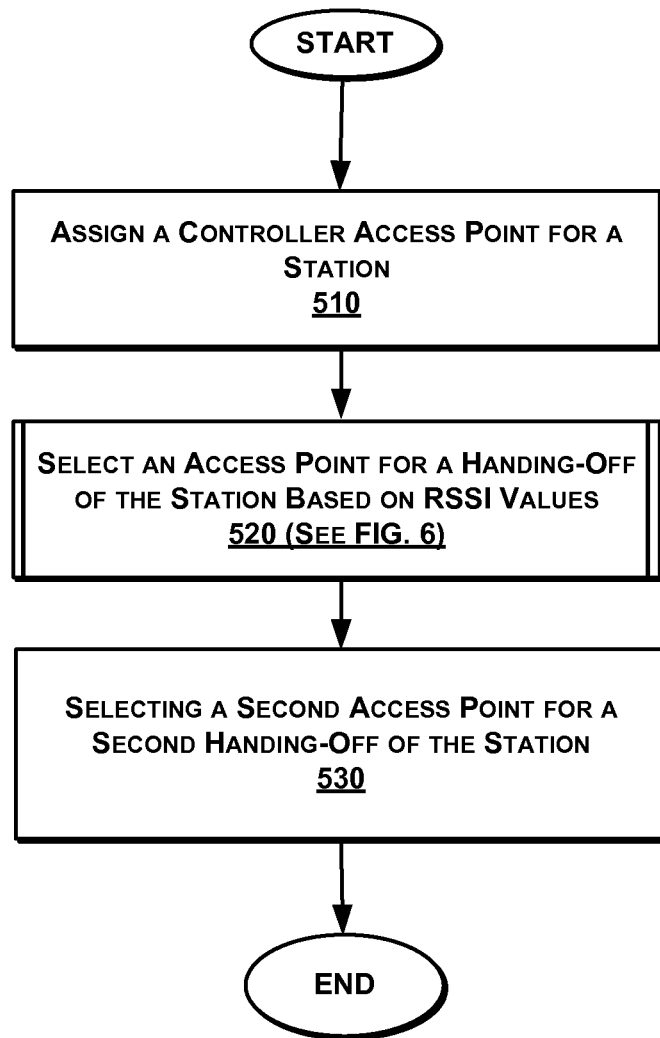 START
ASSIGN A CONTROLLER ACCESS POINT FOR A
STATION
510
SELECT AN ACCESS POINT FOR A HANDING-OFF
OF THE STATION BASED ON RSSI VALUES
520 (SEE FIG. 6)
SELECTING A SECOND ACCESS POINT FOR A
SECOND HANDING-OFF OF THE STATION
530
END